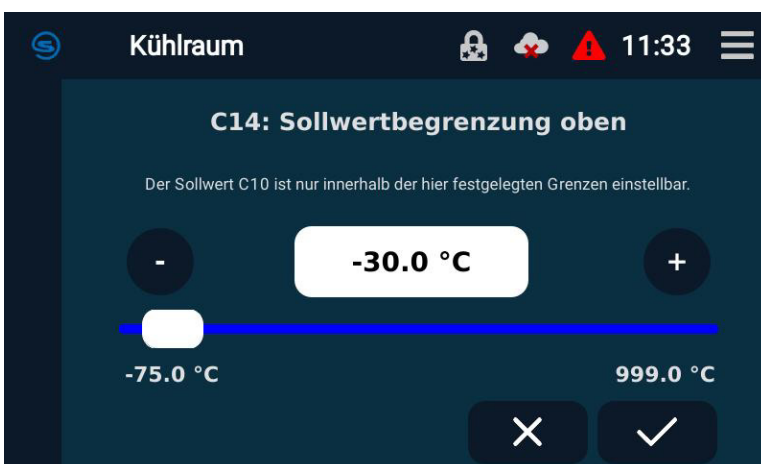 Kühlraum
11:33
C14: Sollwertbegrenzung oben
Der Sollwert C10 ist nur innerhalb der hier festgelegten Grenzen einstellbar.
-
-30.0 °C
+
-75.0 °C
999.0 °C